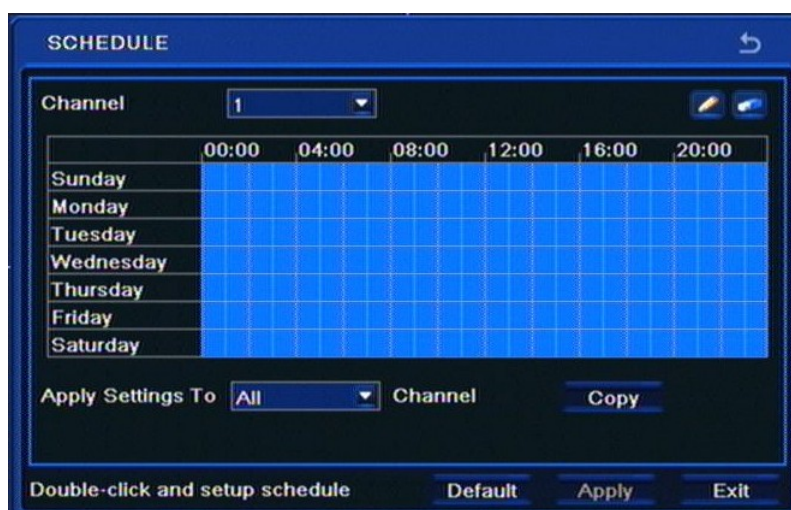 SCHEDULE
Channel 1
00:00 04:00 08:00 12:00 16:00 20:00
Sunday
Monday
Tuesday
Wednesday
Thursday
Friday
Saturday
Apply Settings To All Channel Copy
Double-click and setup schedule Default Apply Exit